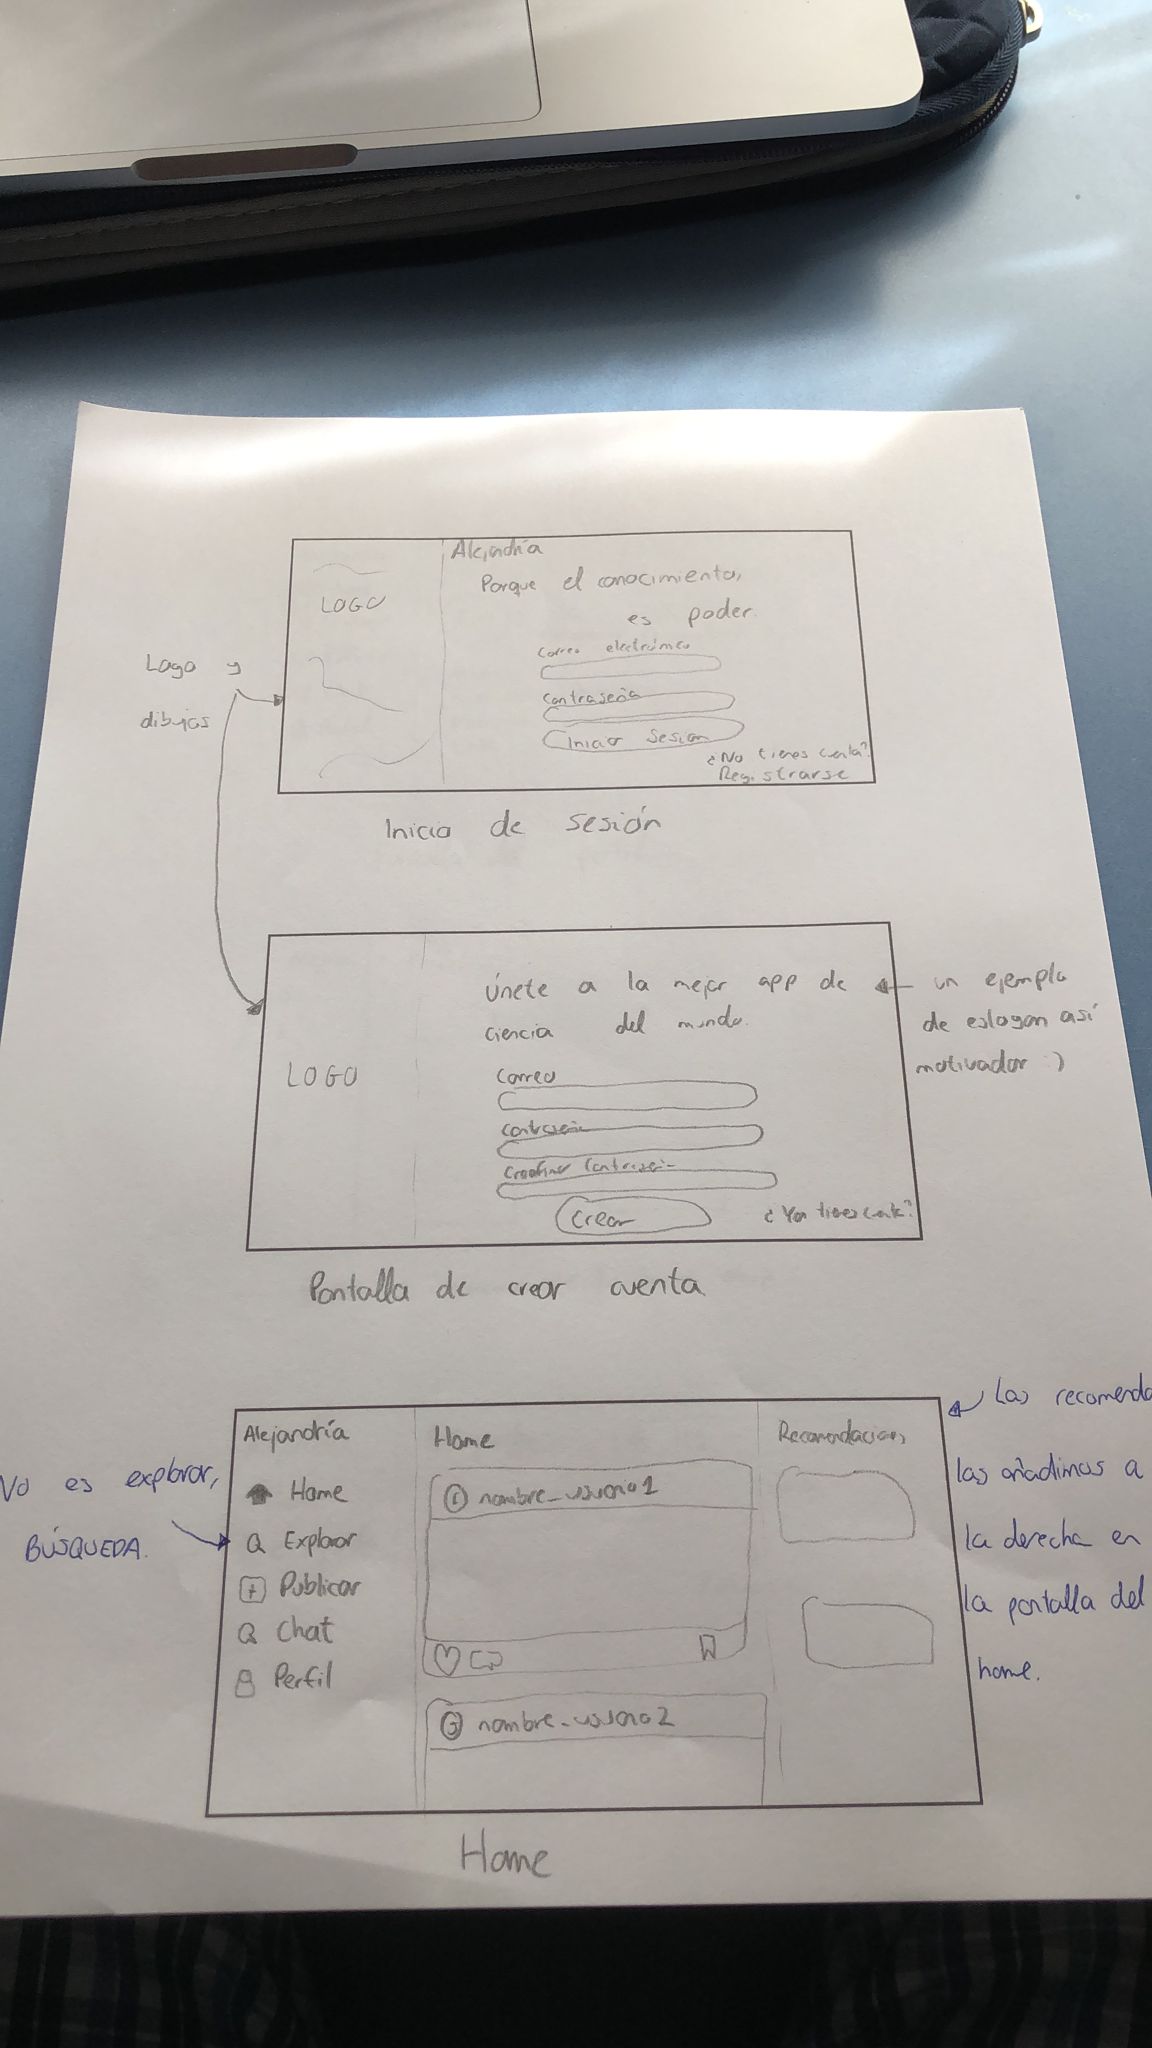 Alejandría
Porque el conocimiento,
es poder.
LOGO
Correo electrónico
Contraseña
Iniciar Sesión
¿No tienes cuenta?
Registrarse
Logo y
dibujos
Inicio de sesión
Únete a la mejor app de
ciencia del mundo.
un ejemplo
de eslogan así
motivador :)
LOGO
Correo
Contraseña
Confirmar Contraseñ
Crear
¿Ya tienes cuenta?
Pantalla de crear cuenta
Las recomenda
las añadimos a
la derecha en
la pantalla del
home.
No es explorar,
BÚSQUEDA.
Alejandría
Home
Explorar
Publicar
Chat
Perfil
Home
nombre_usuario1
nombre_usuario2
Recomendaciones
Home